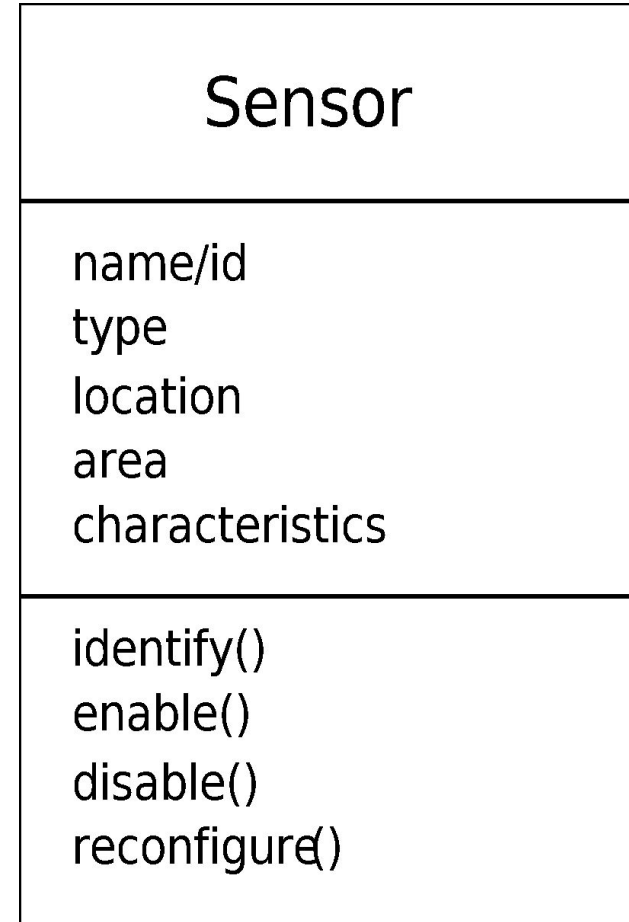 Sensor
name/id
type
location
area
characteristics
identify()
enable()
disable()
reconfigure()